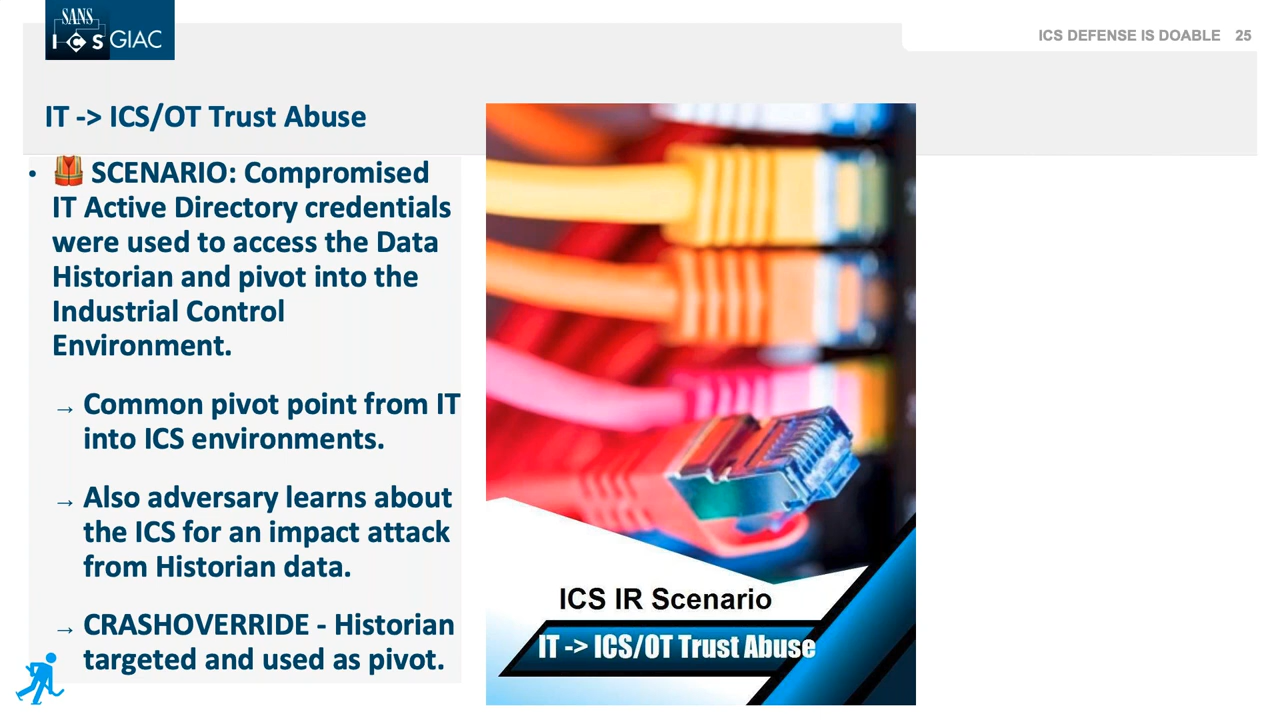 SANS
ICS GIAC
ICS DEFENSE IS DOABLE 25
IT -> ICS/OT Trust Abuse
• 🦺 SCENARIO: Compromised
IT Active Directory credentials
were used to access the Data
Historian and pivot into the
Industrial Control
Environment.
→ Common pivot point from IT
into ICS environments.
→ Also adversary learns about
the ICS for an impact attack
from Historian data.
→ CRASHOVERRIDE - Historian
targeted and used as pivot.
ICS IR Scenario
IT -> ICS/OT Trust Abuse